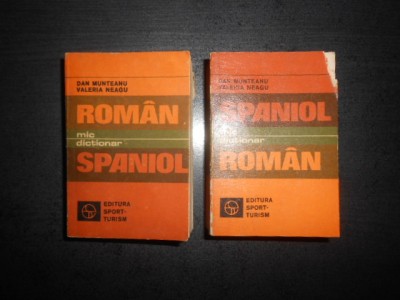 DAN MUNTEANU
VALERIA NEAGU
ROMÂN
mic
dicționar
SPANIOL
EDITURA
SPORT-
TURISM
DAN MUNTEANU
VALERIA NEAGU
SPANIOL
mic
dicționar
ROMÂN
EDITURA
SPORT-
TURISM